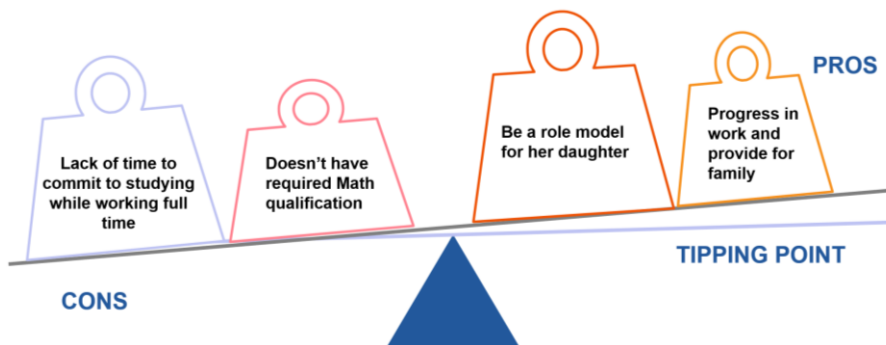 Lack of time to
commit to studying
while working full
time
Doesn't have
required Math
qualification
Be a role model
for her daughter
Progress in
work and
provide for
family
PROS
CONS
TIPPING POINT